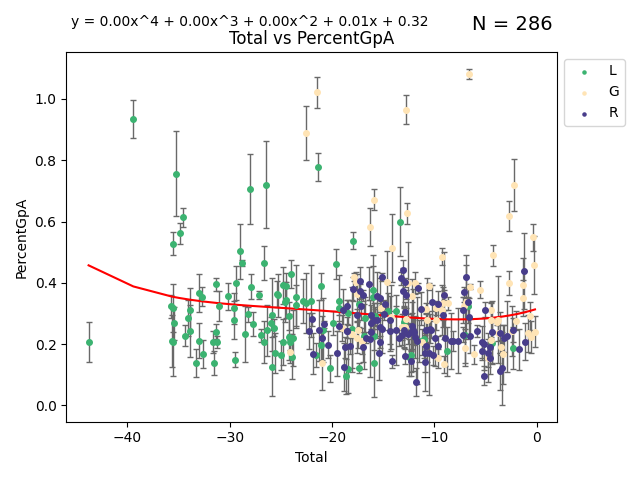 y = 0.00x^4 + 0.00x^3 + 0.00x^2 + 0.01x + 0.32
N = 286
Total vs PercentGpA
L
G
R
PercentGpA
1.0
0.8
0.6
0.4
0.2
0.0
−40
−30
−20
−10
0
Total